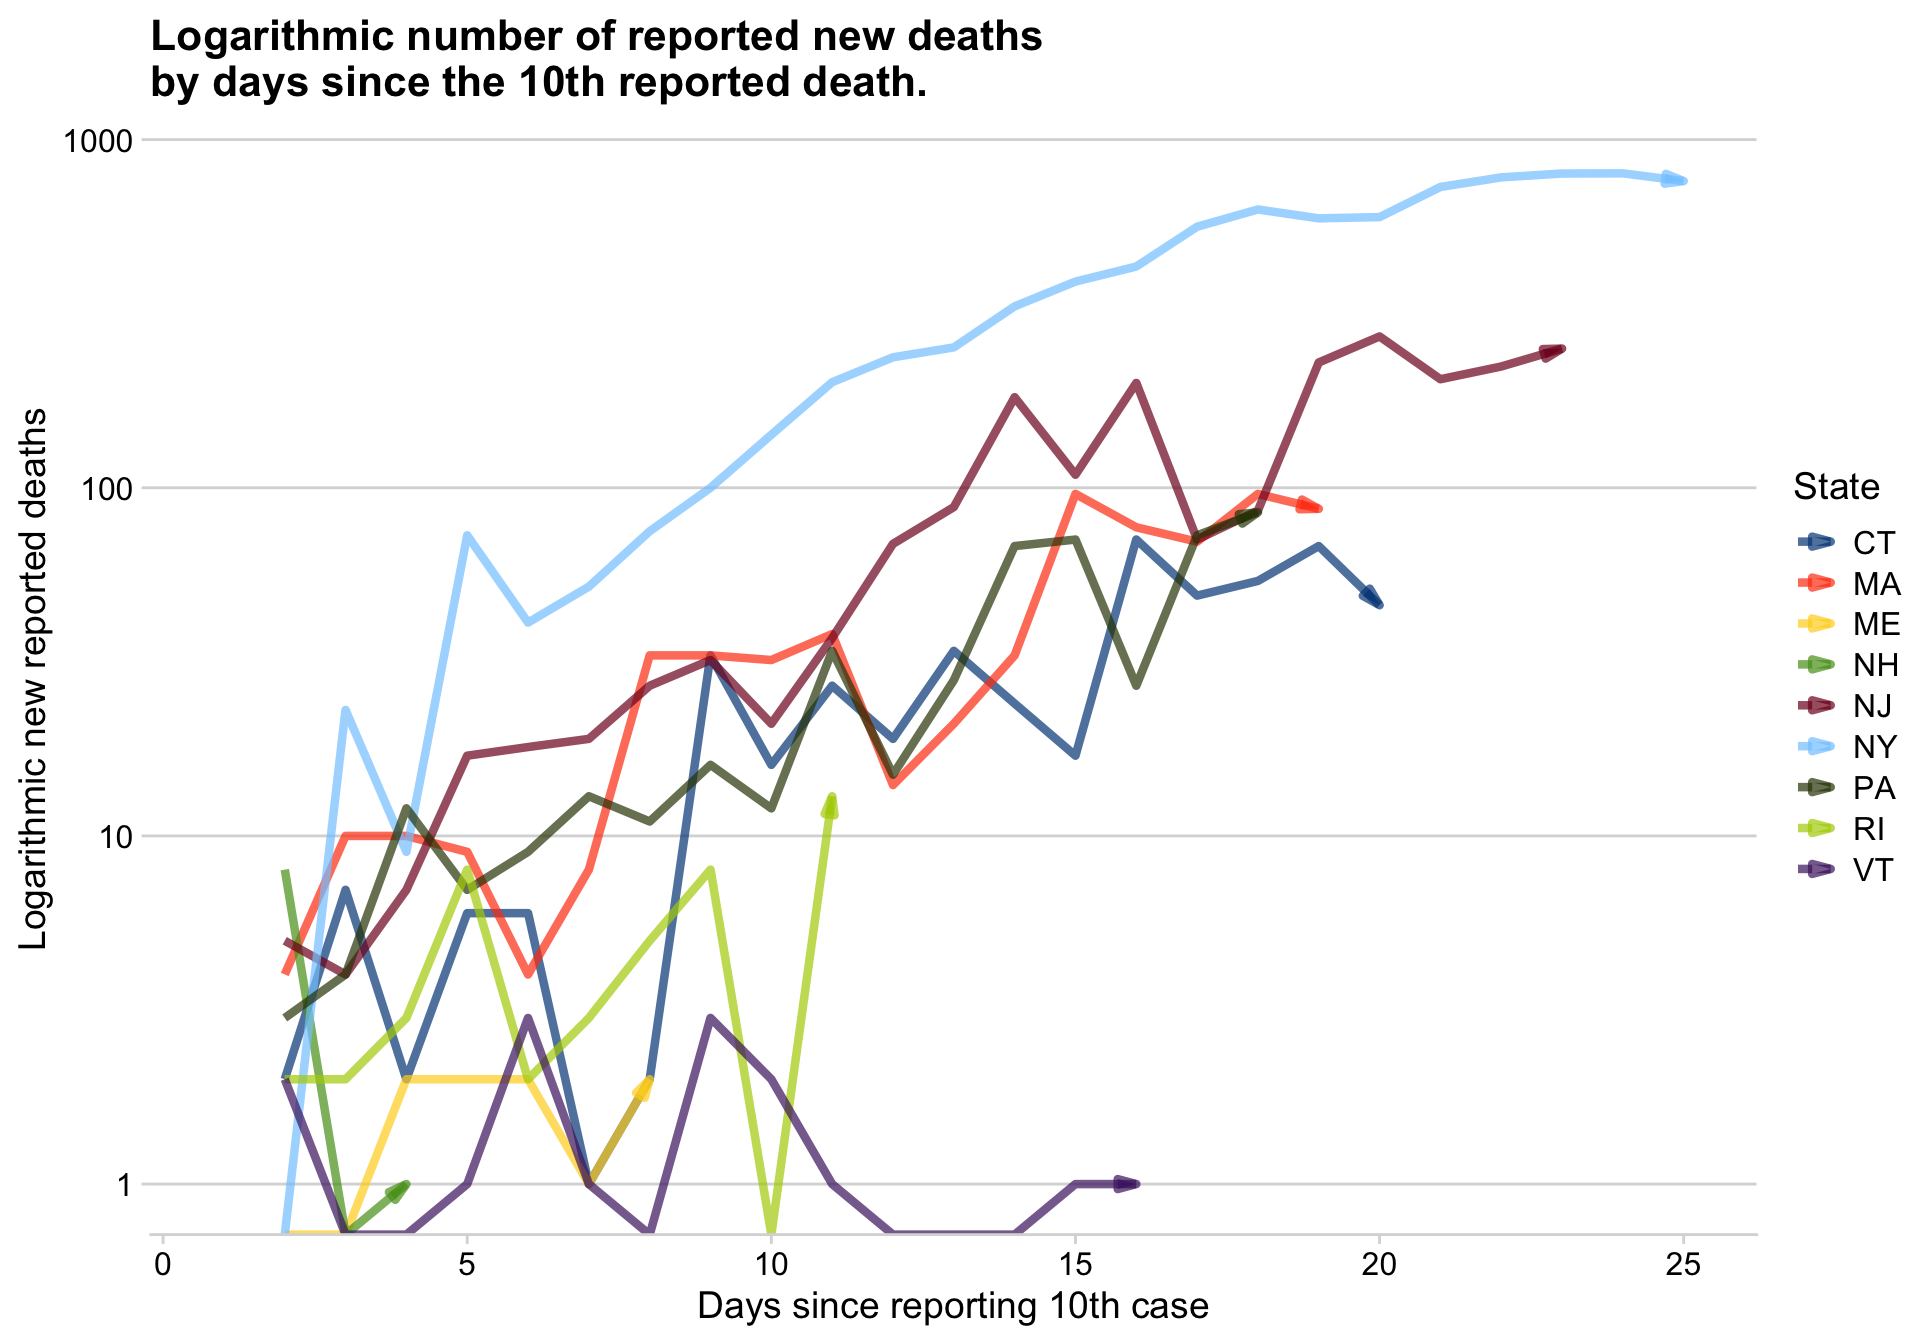 Logarithmic number of reported new deaths
by days since the 10th reported death.
Logarithmic new reported deaths
1000
100
10
1
0 5 10 15 20 25
Days since reporting 10th case
State
CT
MA
ME
NH
NJ
NY
PA
RI
VT